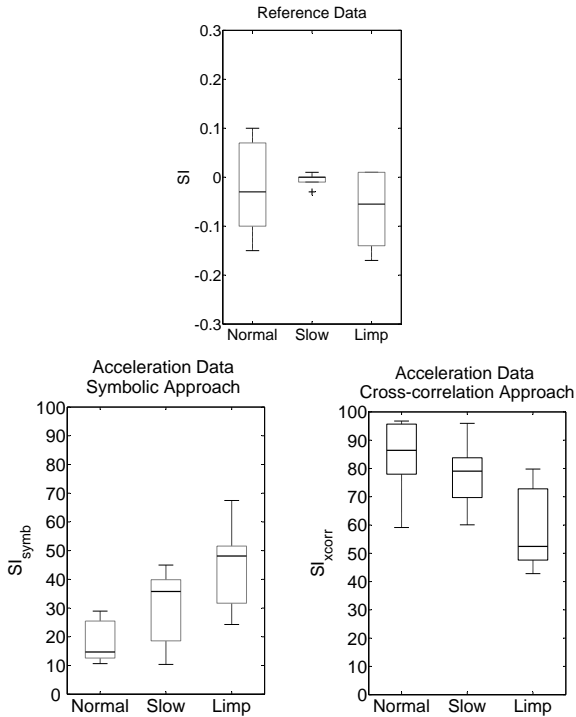 Reference Data
0.3
0.2
0.1
0
-0.1
-0.2
-0.3
SI
Normal Slow Limp
Acceleration Data
Symbolic Approach
100
90
80
70
60
50
40
30
20
10
0
SIsymb
Normal Slow Limp
Acceleration Data
Cross-correlation Approach
100
90
80
70
60
50
40
30
20
10
0
SIxcorr
Normal Slow Limp